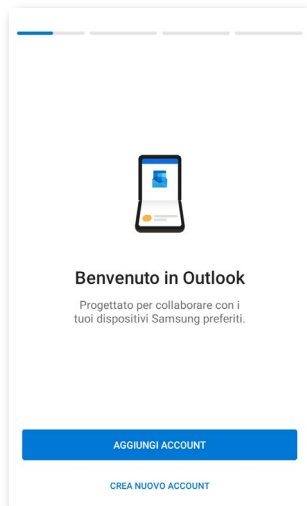 Benvenuto in Outlook
Progettato per collaborare con i
tuoi dispositivi Samsung preferiti.
AGGIUNGI ACCOUNT
CREA NUOVO ACCOUNT